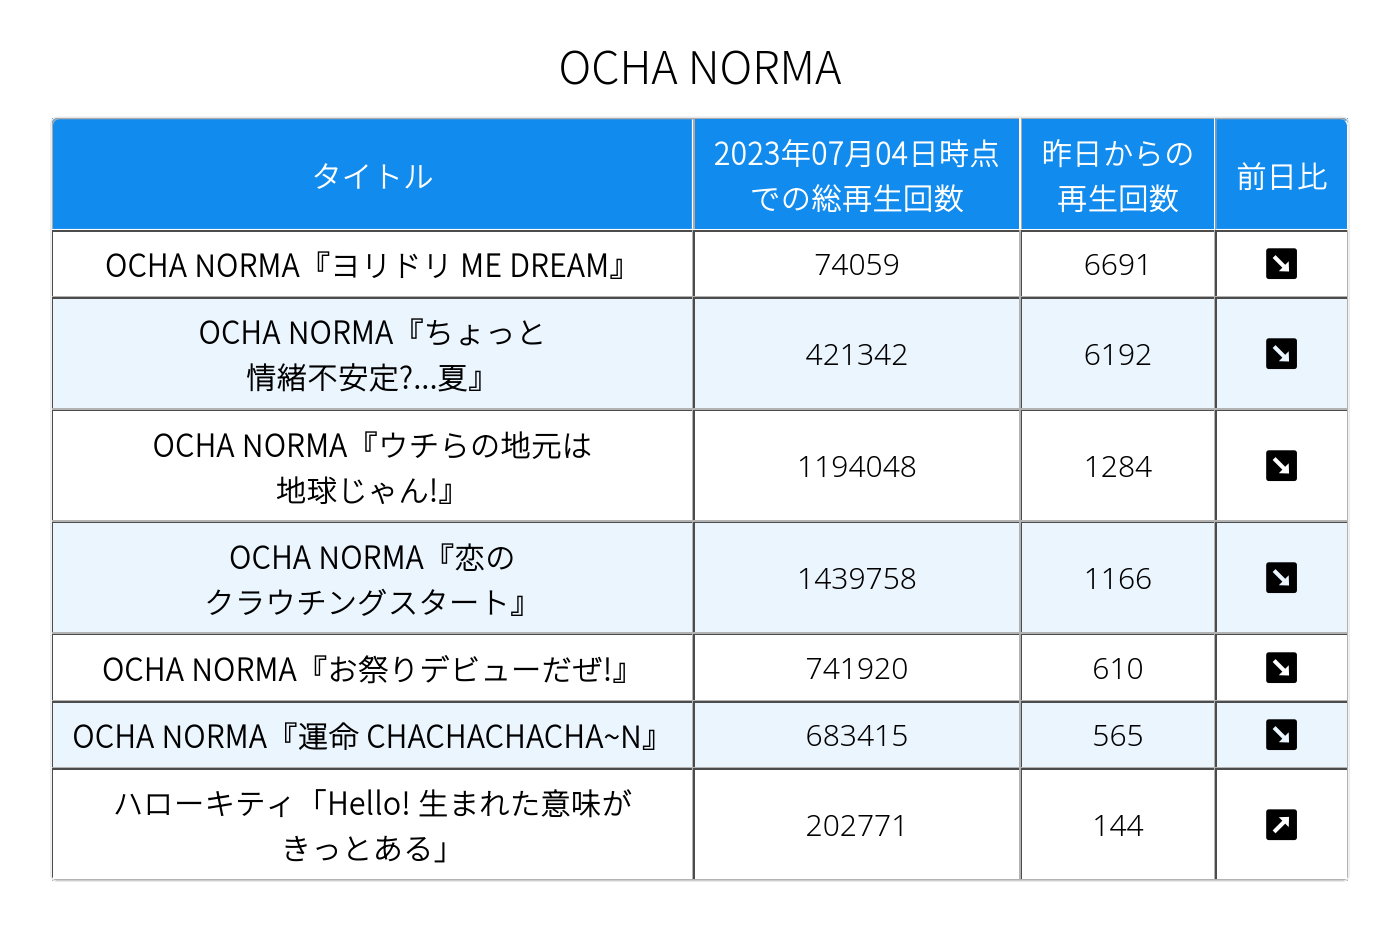 OCHA NORMA
タイトル
2023年07月04日時点
での総再生回数
昨日からの
再生回数
前日比
OCHA NORMA『ヨリドリ ME DREAM』
74059
6691
OCHA NORMA『ちょっと
情緒不安定?...夏』
421342
6192
OCHA NORMA『ウチらの地元は
地球じゃん!』
1194048
1284
OCHA NORMA『恋の
クラウチングスタート』
1439758
1166
OCHA NORMA『お祭りデビューだぜ!』
741920
610
OCHA NORMA『運命 CHACHACHACHA~N』
683415
565
ハローキティ「Hello! 生まれた意味が
きっとある」
202771
144